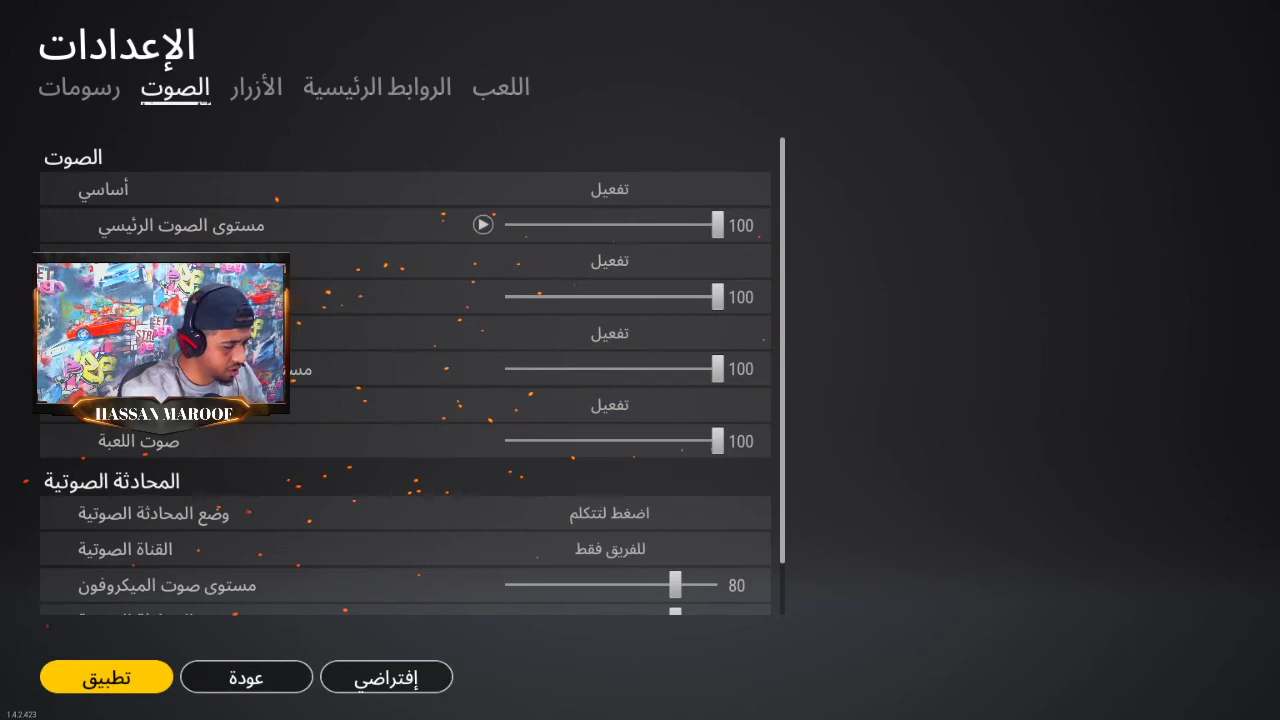 الإعدادات
رسومات الصوت الأزرار الروابط الرئيسية اللعب
الصوت
أساسي تفعيل
مستوى الصوت الرئيسي 100
تفعيل
100
تفعيل
100
تفعيل
HASSAN MAROOF
صوت اللعبة 100
المحادثة الصوتية
وضع المحادثة الصوتية اضغط لتتكلم
القناة الصوتية للفريق فقط
مستوى صوت الميكروفون 80
تطبيق عودة إفتراضي
1.4.2.423